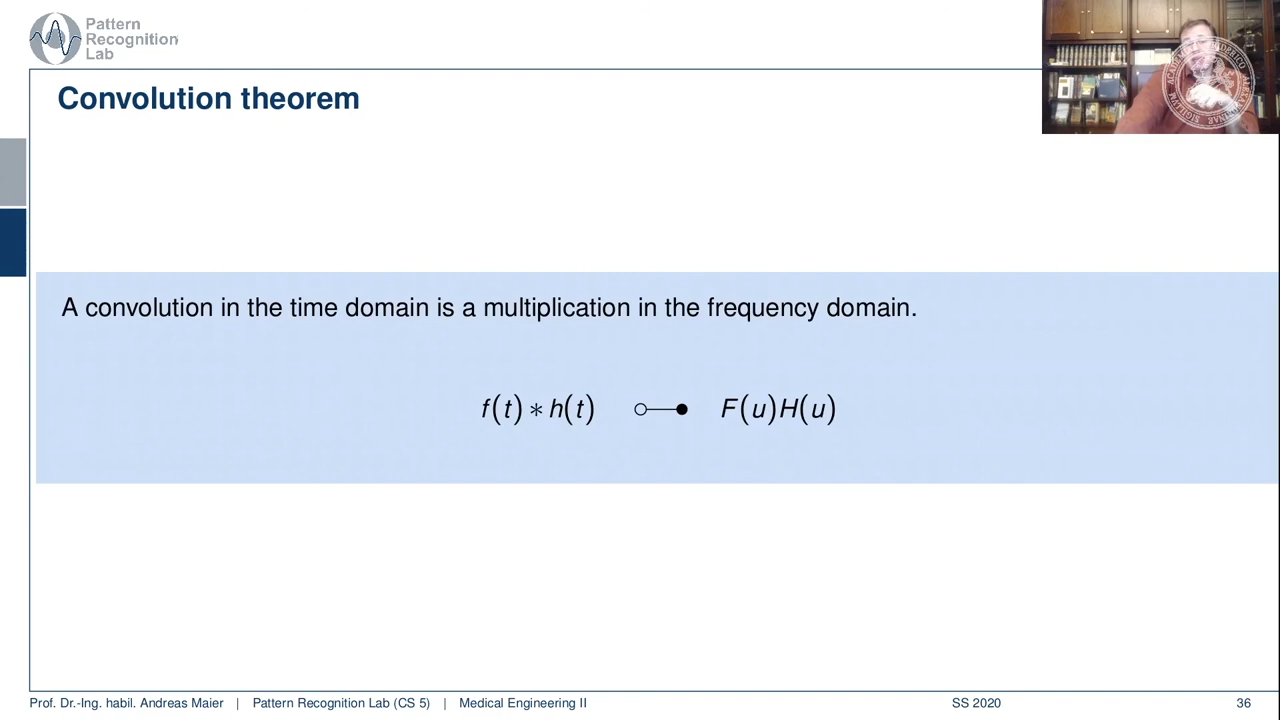 Pattern
Recognition
Lab
Convolution theorem
A convolution in the time domain is a multiplication in the frequency domain.
f(t) ∗ h(t) ○—● F(u)H(u)
Prof. Dr.-Ing. habil. Andreas Maier | Pattern Recognition Lab (CS 5) | Medical Engineering II SS 2020 36